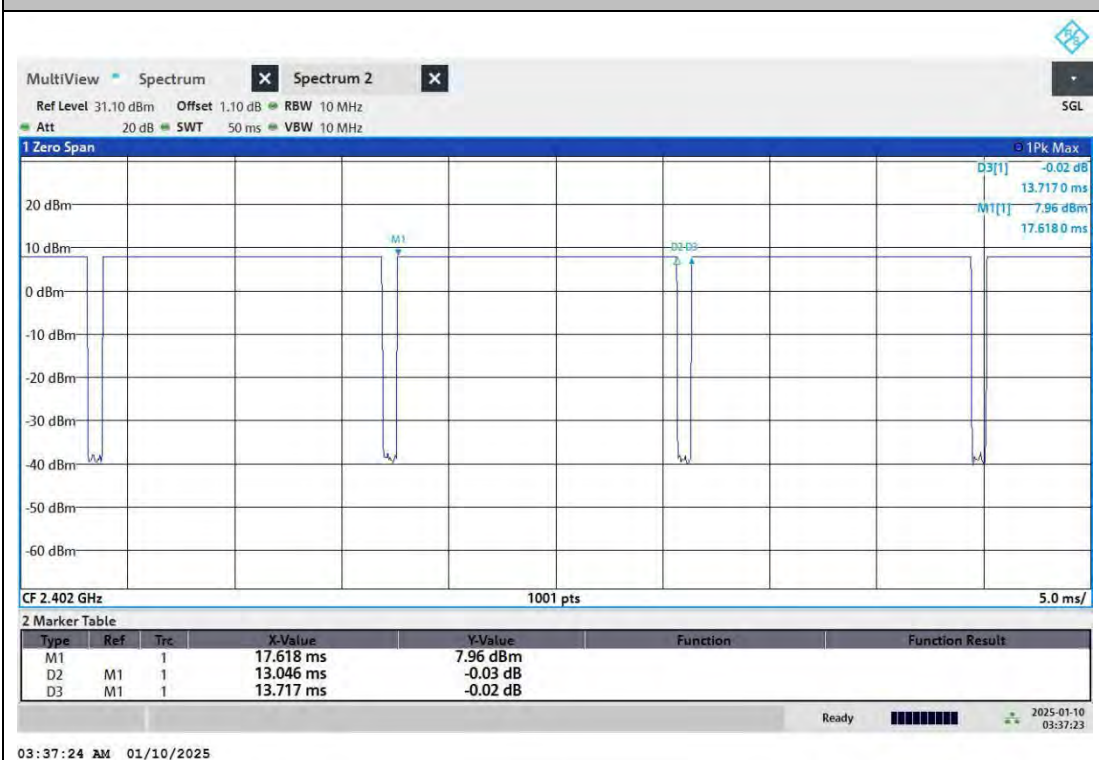 R&S
MultiView Spectrum X Spectrum 2 X
Ref Level 31.10 dBm Offset 1.10 dB RBW 10 MHz SGL
Att 20 dB SWT 50 ms VBW 10 MHz
1 Zero Span 1Pk Max
D3[1] -0.02 dB
13.7170 ms
20 dBm M1[1] 7.96 dBm
17.6180 ms
M1
10 dBm D2 D3
0 dBm
-10 dBm
-20 dBm
-30 dBm
-40 dBm
-50 dBm
-60 dBm
CF 2.402 GHz 1001 pts 5.0 ms/
2 Marker Table
Type Ref Trc X-Value Y-Value Function Function Result
M1 1 17.618 ms 7.96 dBm
D2 M1 1 13.046 ms -0.03 dB
D3 M1 1 13.717 ms -0.02 dB
Ready 2025-01-10
03:37:23
03:37:24 AM 01/10/2025